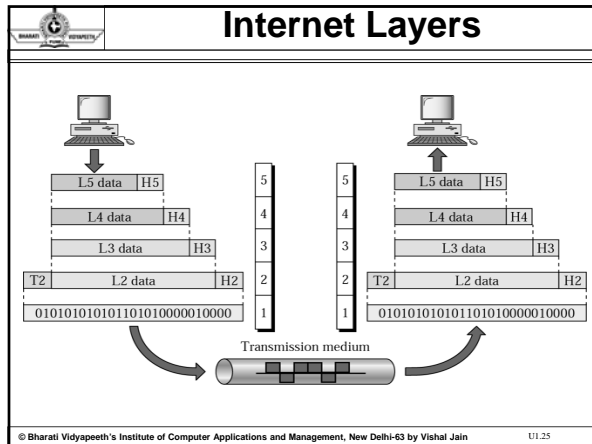 BHARATI VIDYAPEETH
PUNE
Internet Layers
L5 data H5 5 5 L5 data H5
L4 data H4 4 4 L4 data H4
L3 data H3 3 3 L3 data H3
T2 L2 data H2 2 2 T2 L2 data H2
010101010101101010000010000 1 1 010101010101101010000010000
Transmission medium
© Bharati Vidyapeeth's Institute of Computer Applications and Management, New Delhi-63 by Vishal Jain U1.25